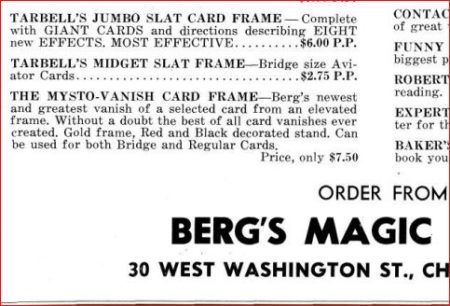 TARBELL'S JUMBO SLAT CARD FRAME — Complete
with GIANT CARDS and directions describing EIGHT
new EFFECTS. MOST EFFECTIVE..................$6.00 P.P.
TARBELL'S MIDGET SLAT FRAME—Bridge size Avi-
ator Cards.......................................$2.75 P.P.
THE MYSTO-VANISH CARD FRAME—Berg's newest
and greatest vanish of a selected card from an elevated
frame. Without a doubt the best of all card vanishes ever
created. Gold frame, Red and Black decorated stand. Can
be used for both Bridge and Regular Cards.
Price, only $7.50
CONTAC
of great
FUNNY
biggest p
ROBERT
reading.
EXPERT
ter for th
BAKER'S
book you
ORDER FROM
BERG'S MAGIC
30 WEST WASHINGTON ST., CH